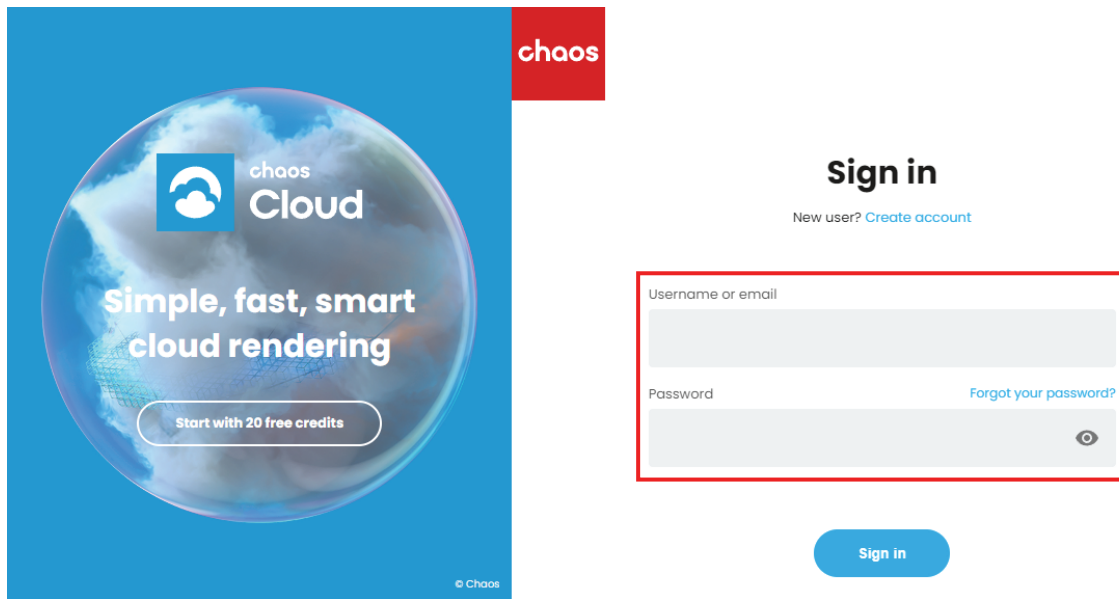 chaos
Cloud
Simple, fast, smart
cloud rendering
Start with 20 free credits
© Chaos
chaos
Sign in
New user? Create account
Username or email
Password
Forgot your password?
Sign in